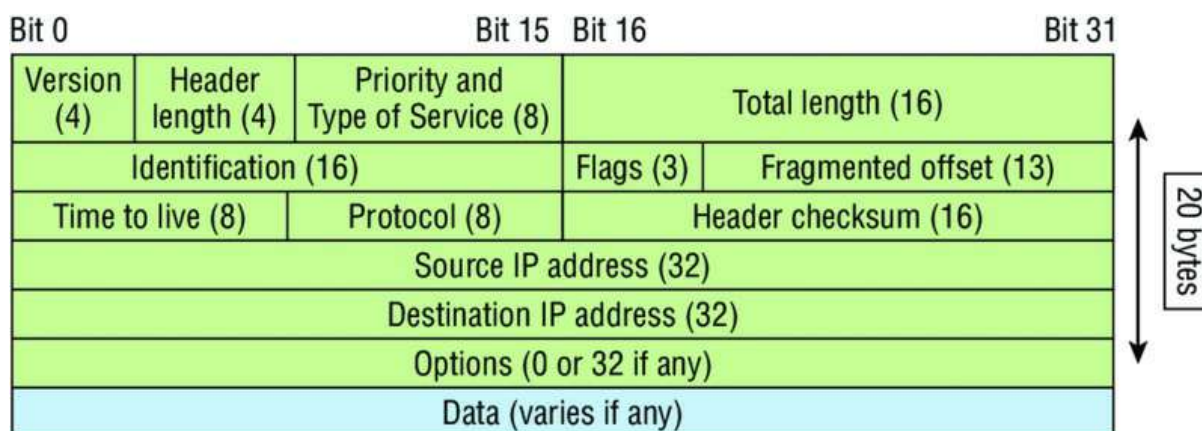 Bit 0 Bit 15 Bit 16 Bit 31
Version (4) Header length (4) Priority and Type of Service (8) Total length (16)
Identification (16) Flags (3) Fragmented offset (13)
Time to live (8) Protocol (8) Header checksum (16)
Source IP address (32)
Destination IP address (32)
Options (0 or 32 if any)
Data (varies if any)
20 bytes